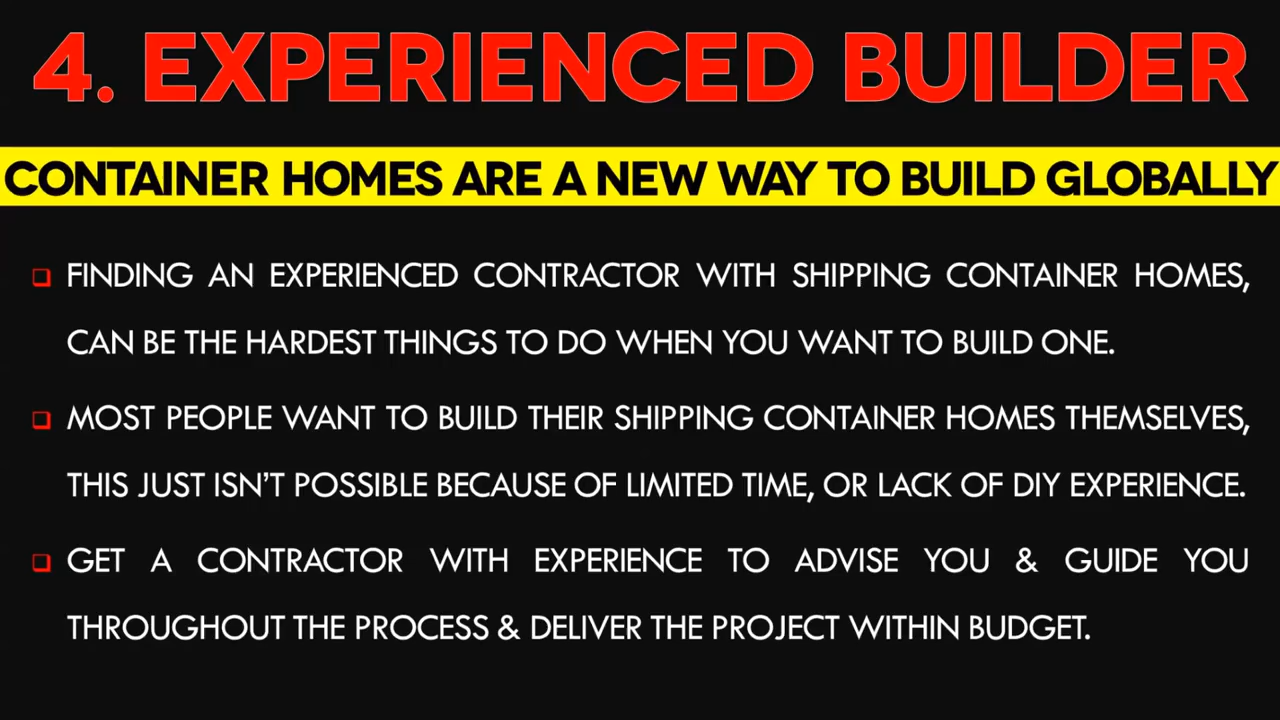 4. EXPERIENCED BUILDER
CONTAINER HOMES ARE A NEW WAY TO BUILD GLOBALLY
FINDING AN EXPERIENCED CONTRACTOR WITH SHIPPING CONTAINER HOMES,
CAN BE THE HARDEST THINGS TO DO WHEN YOU WANT TO BUILD ONE.
MOST PEOPLE WANT TO BUILD THEIR SHIPPING CONTAINER HOMES THEMSELVES,
THIS JUST ISN'T POSSIBLE BECAUSE OF LIMITED TIME, OR LACK OF DIY EXPERIENCE.
GET A CONTRACTOR WITH EXPERIENCE TO ADVISE YOU & GUIDE YOU
THROUGHOUT THE PROCESS & DELIVER THE PROJECT WITHIN BUDGET.